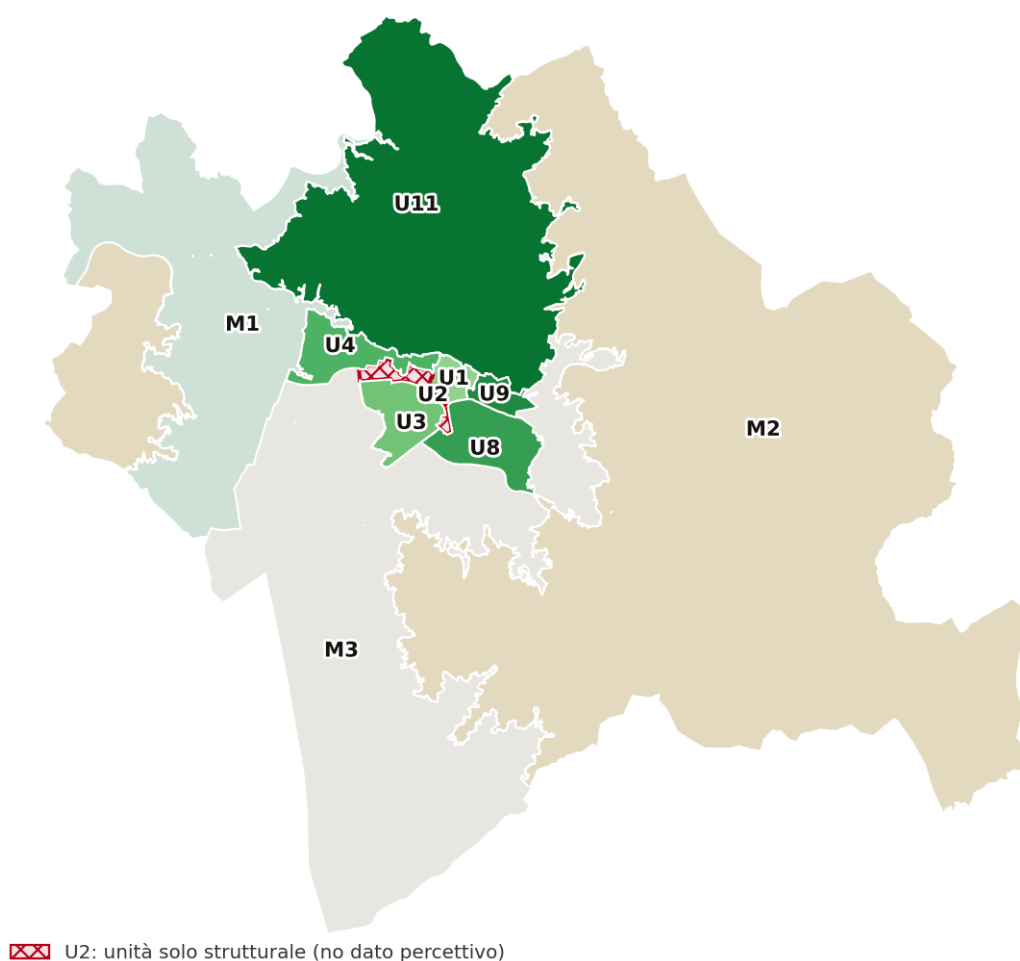 U11
M1
U4
U1
U2
U9
U3
M2
U8
M3
U2: unità solo strutturale (no dato percettivo)